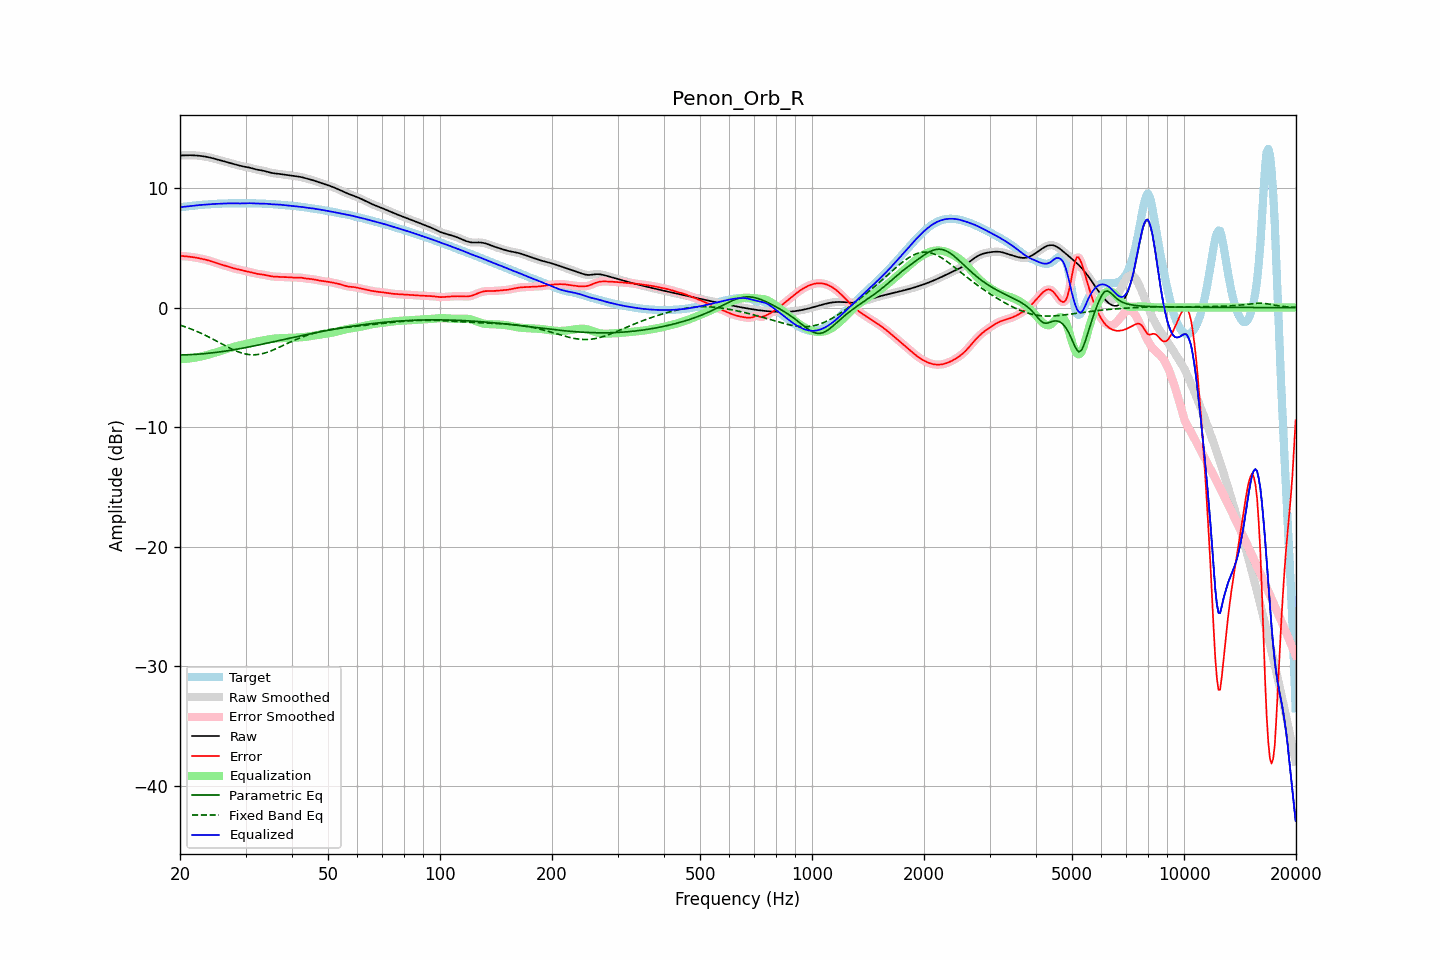 Penon_Orb_R
Amplitude (dBr)
10
0
−10
−20
−30
−40
Target
Raw Smoothed
Error Smoothed
Raw
Error
Equalization
Parametric Eq
Fixed Band Eq
Equalized
20 50 100 200 500 1000 2000 5000 10000 20000
Frequency (Hz)